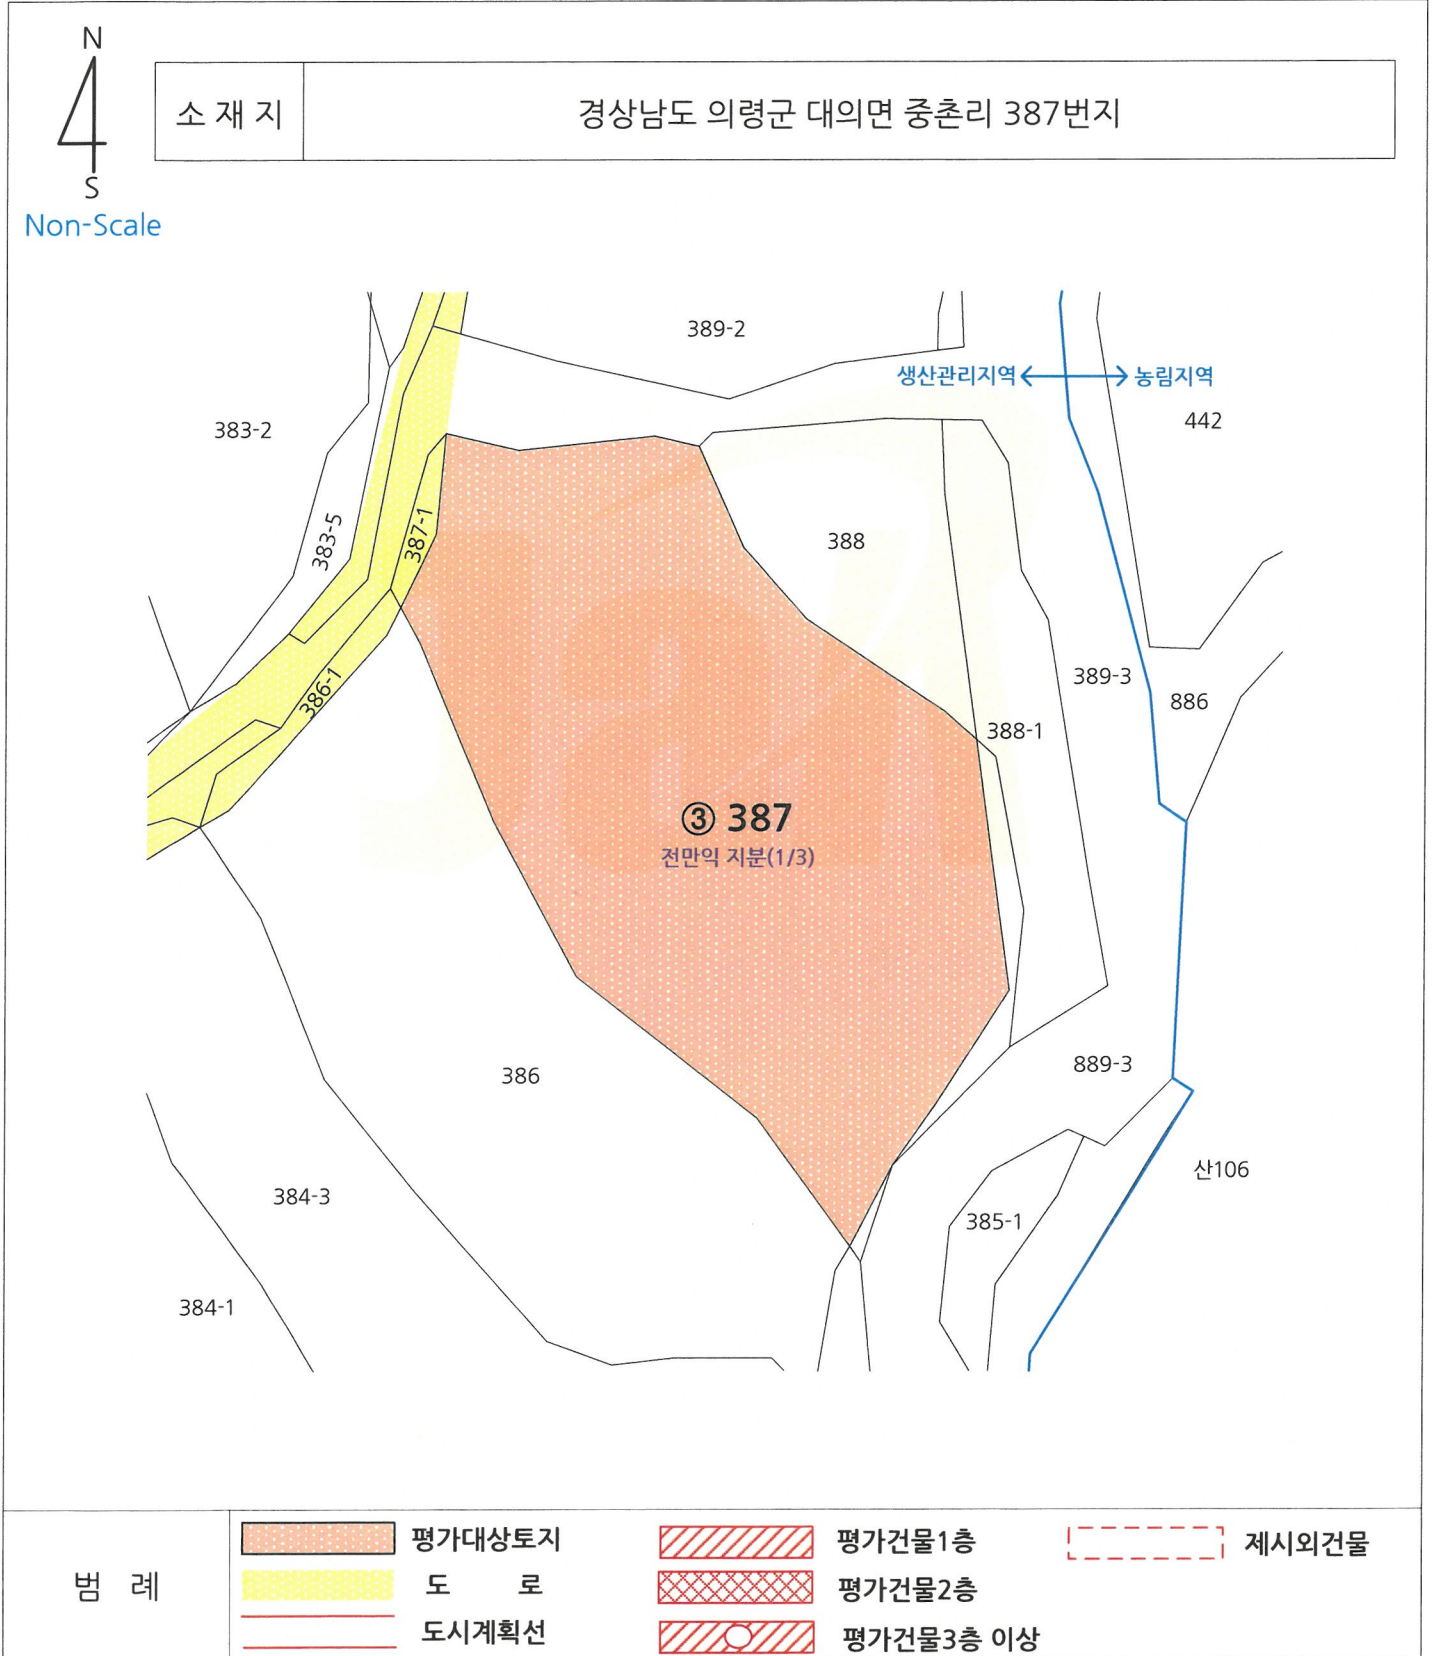 N
S
Non-Scale
소 재 지
경상남도 의령군 대의면 중촌리 387번지
389-2
생산관리지역
농림지역
383-2
442
383-5
387-1
388
386-1
389-3
886
388-1
③ 387
전만익 지분(1/3)
386
889-3
산106
384-3
385-1
384-1
범 례
평가대상토지
평가건물1층
제시외건물
도 로
평가건물2층
도시계획선
평가건물3층 이상